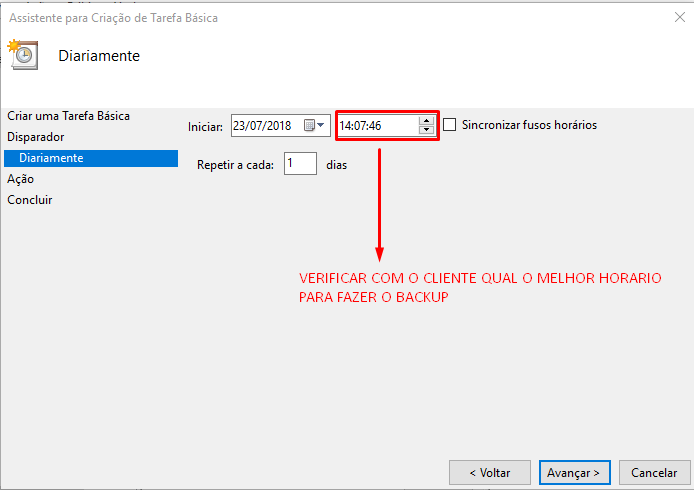 Assistente para Criação de Tarefa Básica
Diariamente
Criar uma Tarefa Básica
Disparador
Diariamente
Ação
Concluir
Iniciar: 23/07/2018 14:07:46 Sincronizar fusos horários
Repetir a cada: 1 dias
VERIFICAR COM O CLIENTE QUAL O MELHOR HORARIO
PARA FAZER O BACKUP
< Voltar Avançar > Cancelar